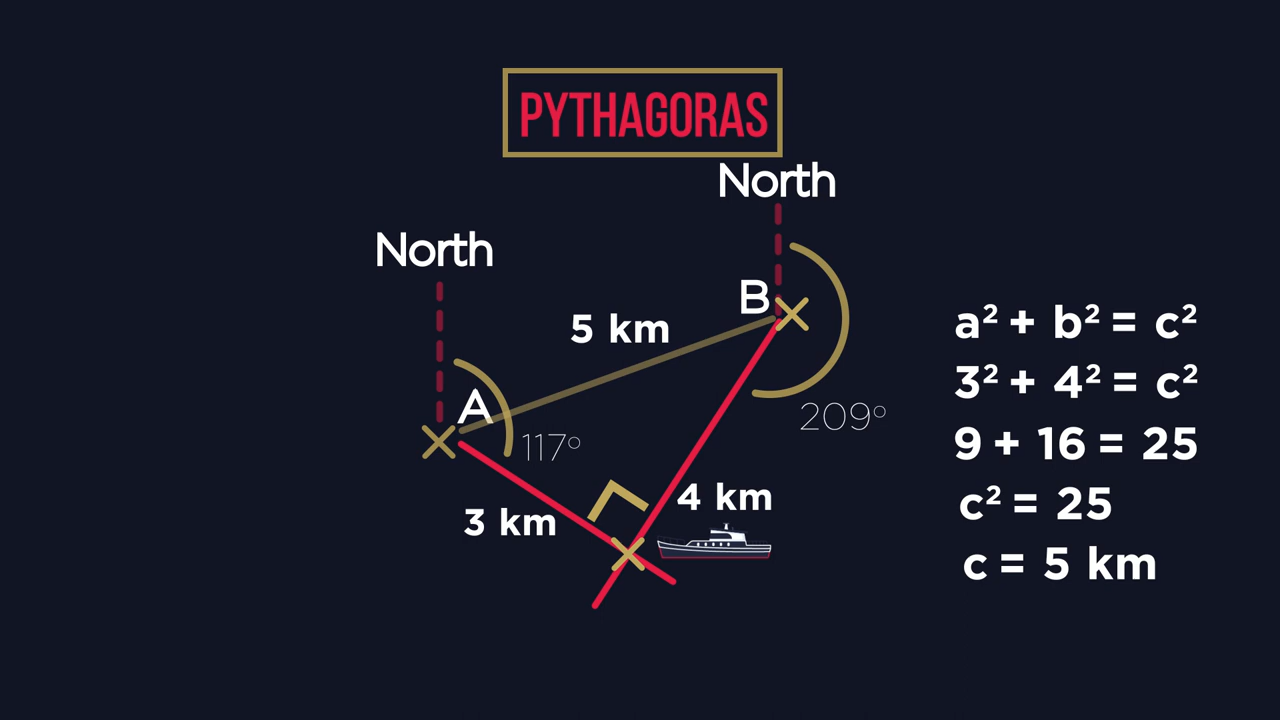 PYTHAGORAS
North
North
B
5 km
A
117°
209°
4 km
3 km
a² + b² = c²
3² + 4² = c²
9 + 16 = 25
c² = 25
c = 5 km